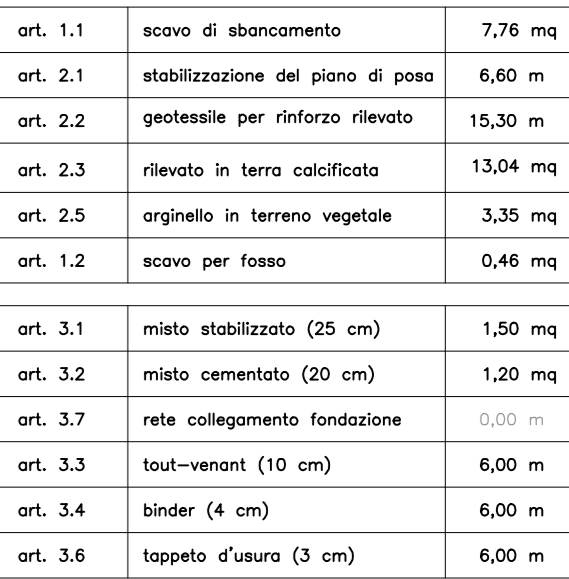 art. 1.1 scavo di sbancamento 7,76 mq
art. 2.1 stabilizzazione del piano di posa 6,60 m
art. 2.2 geotessile per rinforzo rilevato 15,30 m
art. 2.3 rilevato in terra calcificata 13,04 mq
art. 2.5 arginello in terreno vegetale 3,35 mq
art. 1.2 scavo per fosso 0,46 mq
art. 3.1 misto stabilizzato (25 cm) 1,50 mq
art. 3.2 misto cementato (20 cm) 1,20 mq
art. 3.7 rete collegamento fondazione 0,00 m
art. 3.3 tout-venant (10 cm) 6,00 m
art. 3.4 binder (4 cm) 6,00 m
art. 3.6 tappeto d'usura (3 cm) 6,00 m